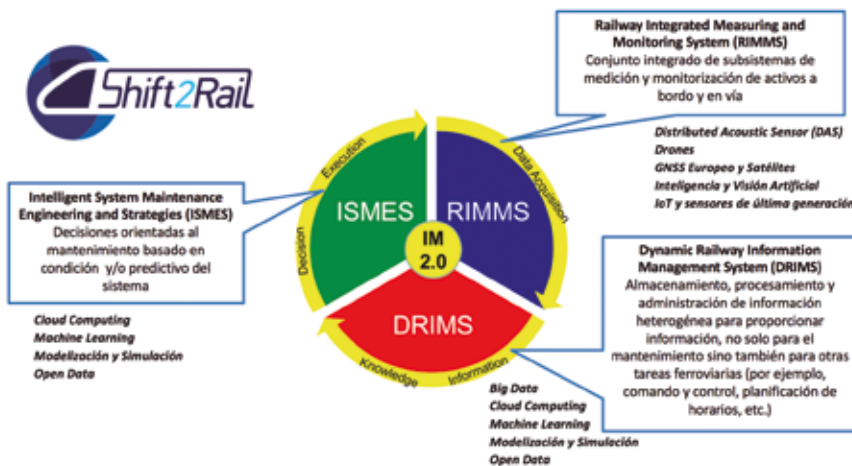 Shift2Rail
Railway Integrated Measuring and
Monitoring System (RIMMS)
Conjunto integrado de subsistemas de
medición y monitorización de activos a
bordo y en vía
Distributed Acoustic Sensor (DAS)
Drones
GNSS Europeo y Satélites
Inteligencia y Visión Artificial
IoT y sensores de última generación
Intelligent System Maintenance
Engineering and Strategies (ISMES)
Decisiones orientadas al
mantenimiento basado en
condición y/o predictivo del
sistema
Cloud Computing
Machine Learning
Modelización y Simulación
Open Data
Execution
Data Acquisition
Decision
ISMES
RIMMS
IM
2.0
DRIMS
Knowledge
Information
Dynamic Railway Information
Management System (DRIMS)
Almacenamiento, procesamiento y
administración de información
heterogénea para proporcionar
información, no solo para el
mantenimiento sino también para otras
tareas ferroviarias (por ejemplo,
comando y control, planificación de
horarios, etc.)
Big Data
Cloud Computing
Machine Learning
Modelización y Simulación
Open Data